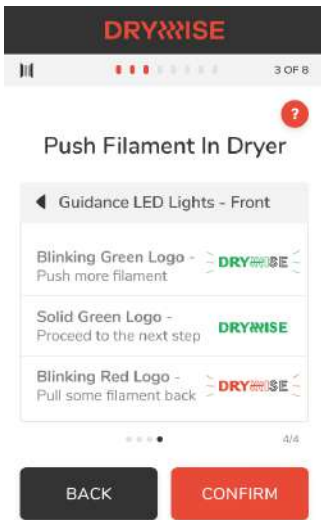 DRYWISE
3 OF 8
?
Push Filament In Dryer
Guidance LED Lights - Front
Blinking Green Logo -
Push more filament
DRYWISE
Solid Green Logo -
Proceed to the next step
DRYWISE
Blinking Red Logo -
Pull some filament back
DRYWISE
4/4
BACK
CONFIRM